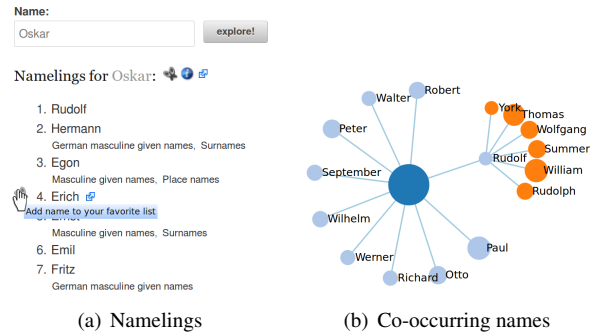 Name:
Oskar
explore!
Namelings for Oskar:
1. Rudolf
2. Hermann
German masculine given names, Surnames
3. Egon
Masculine given names, Place names
4. Erich
Add name to your favorite list
Masculine given names, Surnames
6. Emil
7. Fritz
German masculine given names
(a) Namelings
Robert
Walter
York
Thomas
Peter
Wolfgang
Summer
Rudolf
September
William
Rudolph
Wilhelm
Paul
Werner
Richard
Otto
(b) Co-occurring names